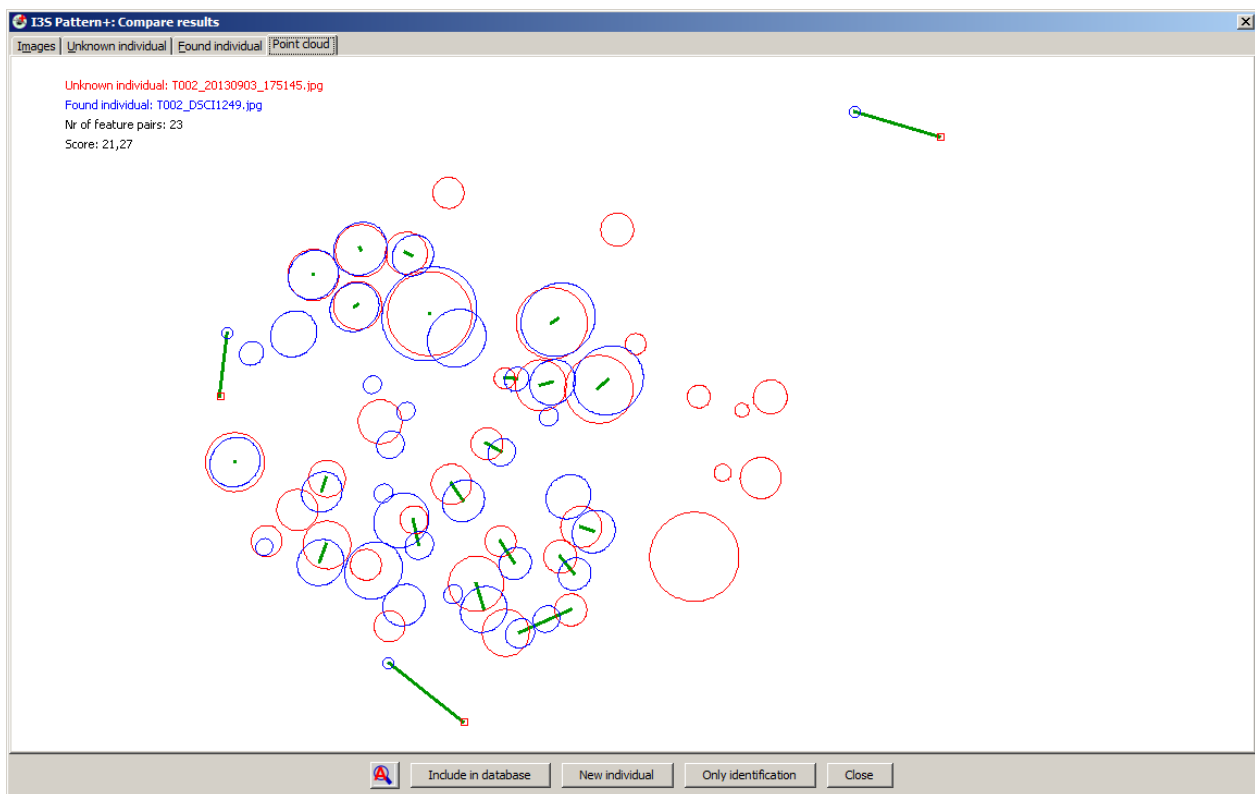 I3S Pattern+: Compare results
Images Unknown individual Found individual Point cloud
Unknown individual: T002_20130903_175145.jpg
Found individual: T002_DSCI1249.jpg
Nr of feature pairs: 23
Score: 21,27
A Include in database New individual Only identification Close